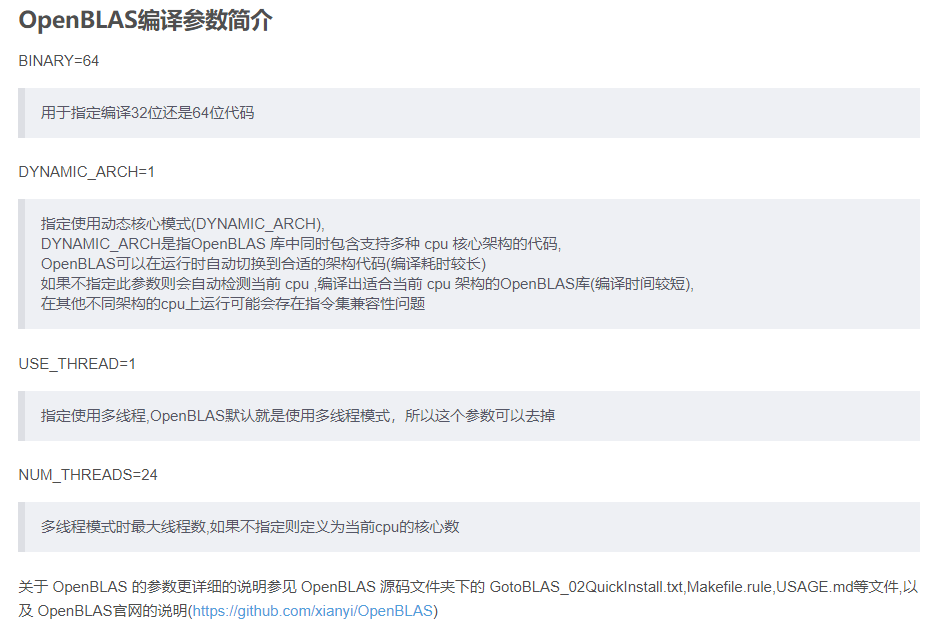 OpenBLAS编译参数简介
BINARY=64
用于指定编译32位还是64位代码
DYNAMIC_ARCH=1
指定使用动态核心模式(DYNAMIC_ARCH),
DYNAMIC_ARCH是指OpenBLAS 库中同时包含支持多种 cpu 核心架构的代码,
OpenBLAS可以在运行时自动切换到合适的架构代码(编译耗时较长)
如果不指定此参数则会自动检测当前 cpu ,编译出适合当前 cpu 架构的OpenBLAS库(编译时间较短),
在其他不同架构的cpu上运行可能会存在指令集兼容性问题
USE_THREAD=1
指定使用多线程,OpenBLAS默认就是使用多线程模式，所以这个参数可以去掉
NUM_THREADS=24
多线程模式时最大线程数,如果不指定则定义为当前cpu的核心数
关于 OpenBLAS 的参数更详细的说明参见 OpenBLAS 源码文件夹下的 GotoBLAS_02QuickInstall.txt,Makefile.rule,USAGE.md等文件,以
及 OpenBLAS官网的说明(https://github.com/xianyi/OpenBLAS)